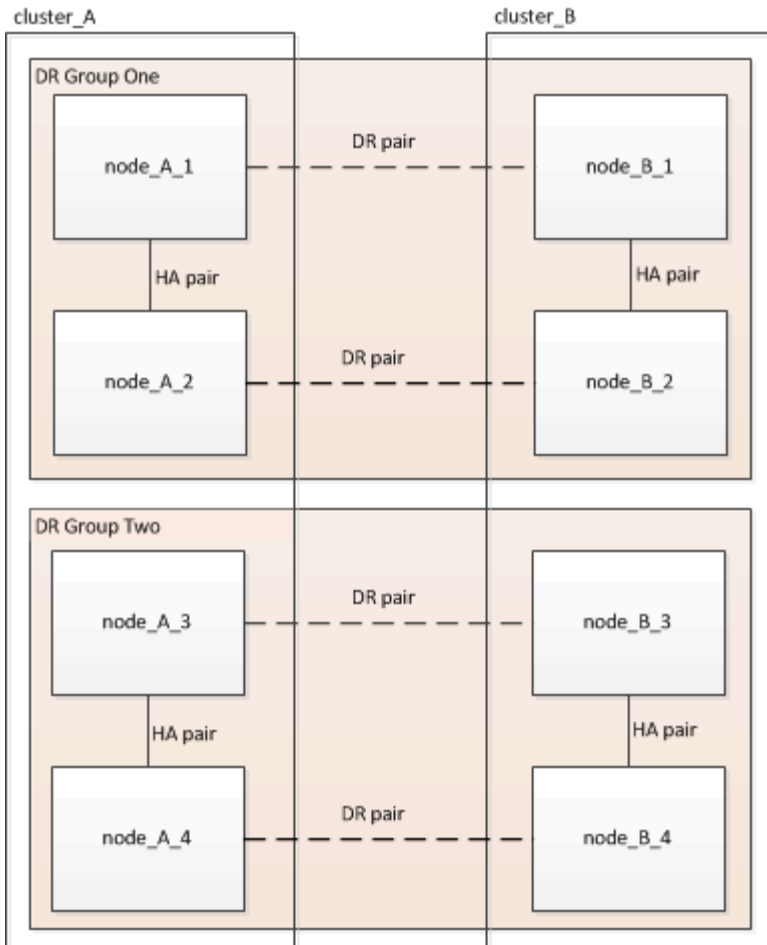 cluster_A
cluster_B
DR Group One
node_A_1
DR pair
node_B_1
HA pair
HA pair
node_A_2
DR pair
node_B_2
DR Group Two
node_A_3
DR pair
node_B_3
HA pair
HA pair
node_A_4
DR pair
node_B_4